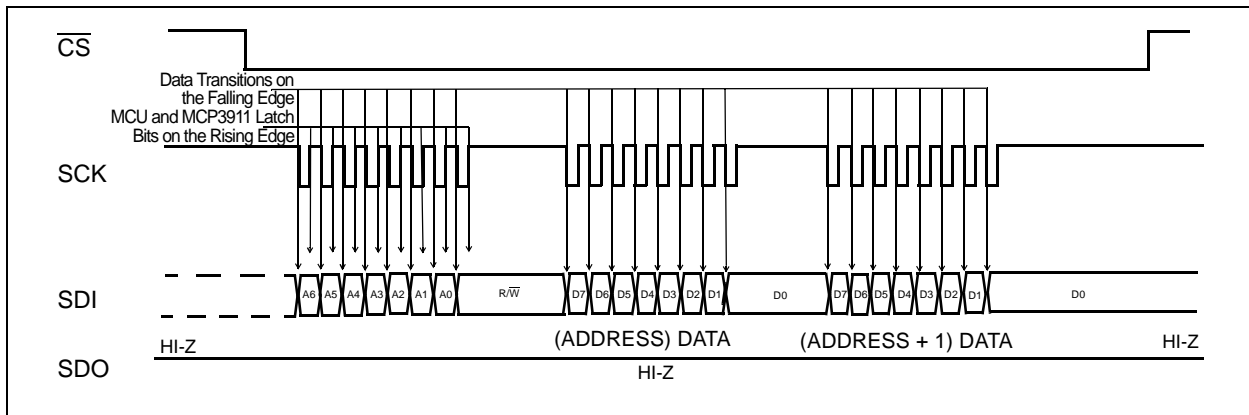 CS
Data Transitions on
the Falling Edge
MCU and MCP3911 Latch
Bits on the Rising Edge
SCK
SDI
A6 A5 A4 A3 A2 A1 A0 R/W D7 D6 D5 D4 D3 D2 D1 D0 D7 D6 D5 D4 D3 D2 D1 D0
(ADDRESS) DATA (ADDRESS + 1) DATA
HI-Z HI-Z
SDO
HI-Z